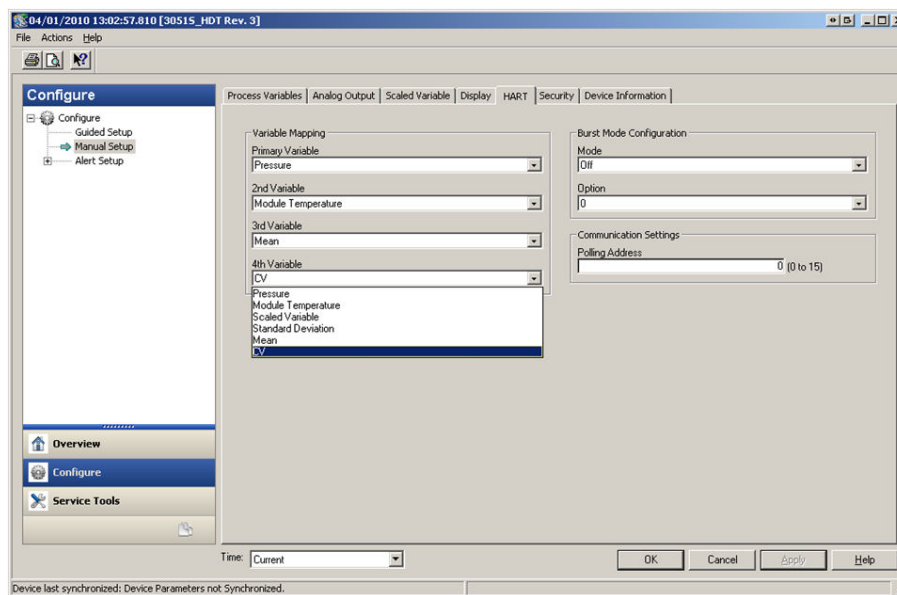 04/01/2010 13:02:57.810 [3051S_HDT Rev. 3]
File Actions Help
Configure
Configure
Guided Setup
Manual Setup
Alert Setup
Overview
Configure
Service Tools
Process Variables Analog Output Scaled Variable Display HART Security Device Information
Variable Mapping
Primary Variable
Pressure
2nd Variable
Module Temperature
3rd Variable
Mean
4th Variable
CV
Pressure
Module Temperature
Scaled Variable
Standard Deviation
Mean
CV
Burst Mode Configuration
Mode
Off
Option
0
Communication Settings
Polling Address
0 (0 to 15)
Time: Current
OK Cancel Apply Help
Device last synchronized: Device Parameters not Synchronized.